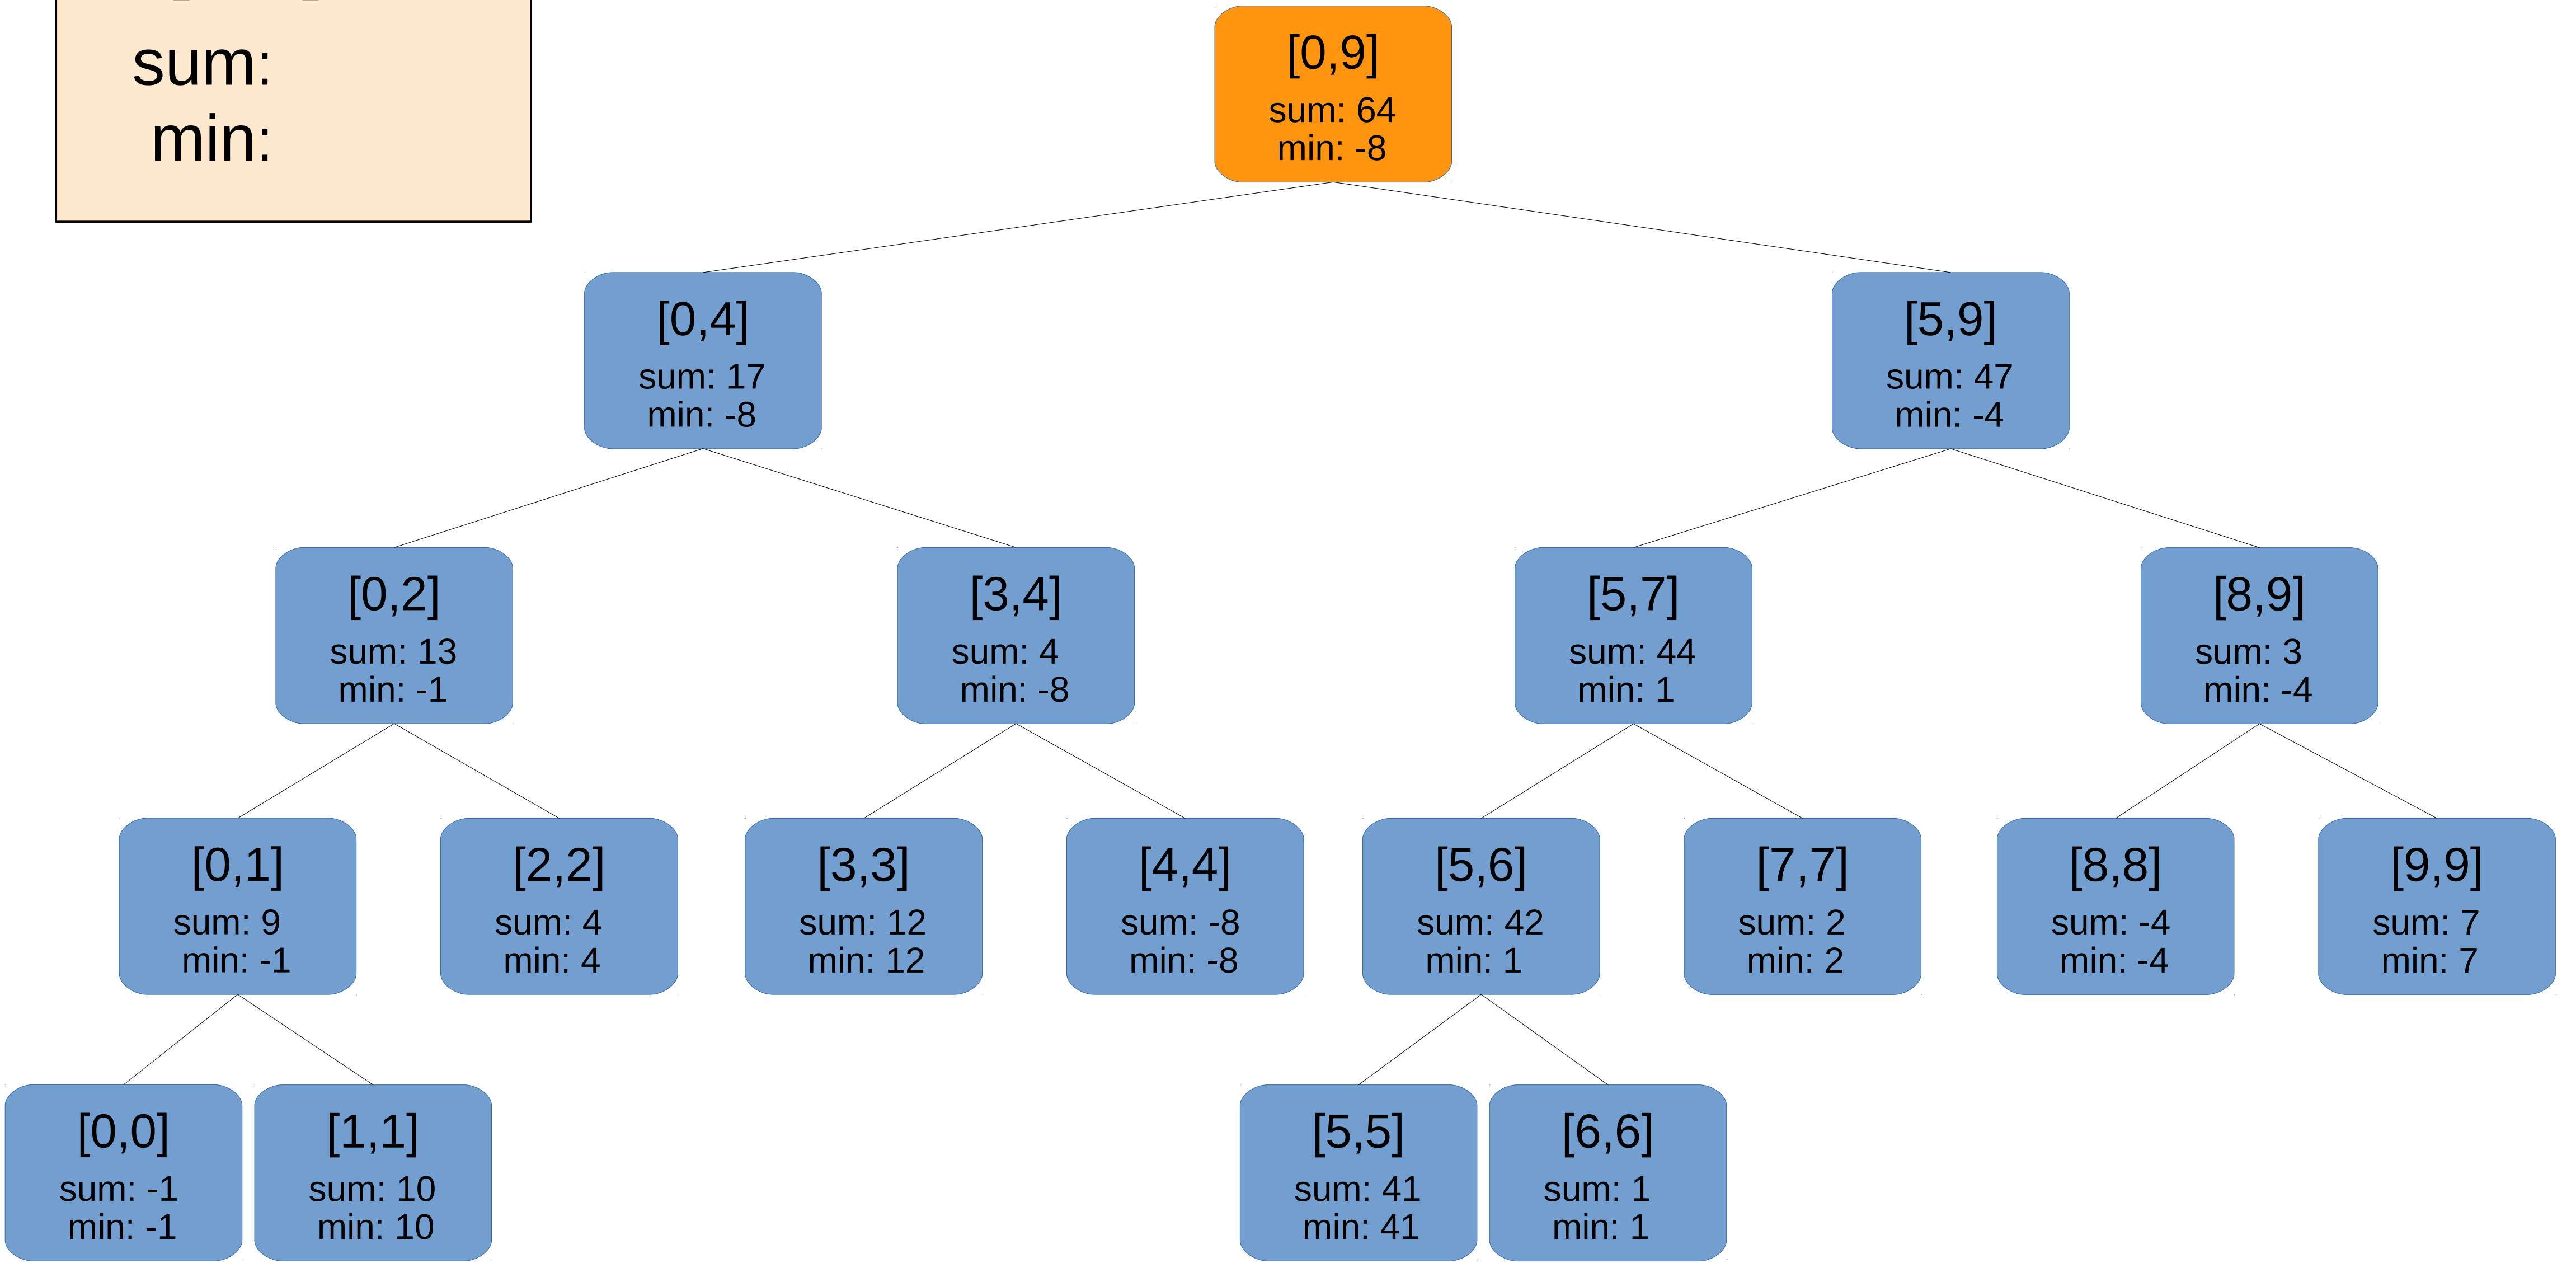 sum:
min:
[0,9]
sum: 64
min: -8
[0,4]
sum: 17
min: -8
[5,9]
sum: 47
min: -4
[0,2]
sum: 13
min: -1
[3,4]
sum: 4
min: -8
[5,7]
sum: 44
min: 1
[8,9]
sum: 3
min: -4
[0,1]
sum: 9
min: -1
[2,2]
sum: 4
min: 4
[3,3]
sum: 12
min: 12
[4,4]
sum: -8
min: -8
[5,6]
sum: 42
min: 1
[7,7]
sum: 2
min: 2
[8,8]
sum: -4
min: -4
[9,9]
sum: 7
min: 7
[0,0]
sum: -1
min: -1
[1,1]
sum: 10
min: 10
[5,5]
sum: 41
min: 41
[6,6]
sum: 1
min: 1